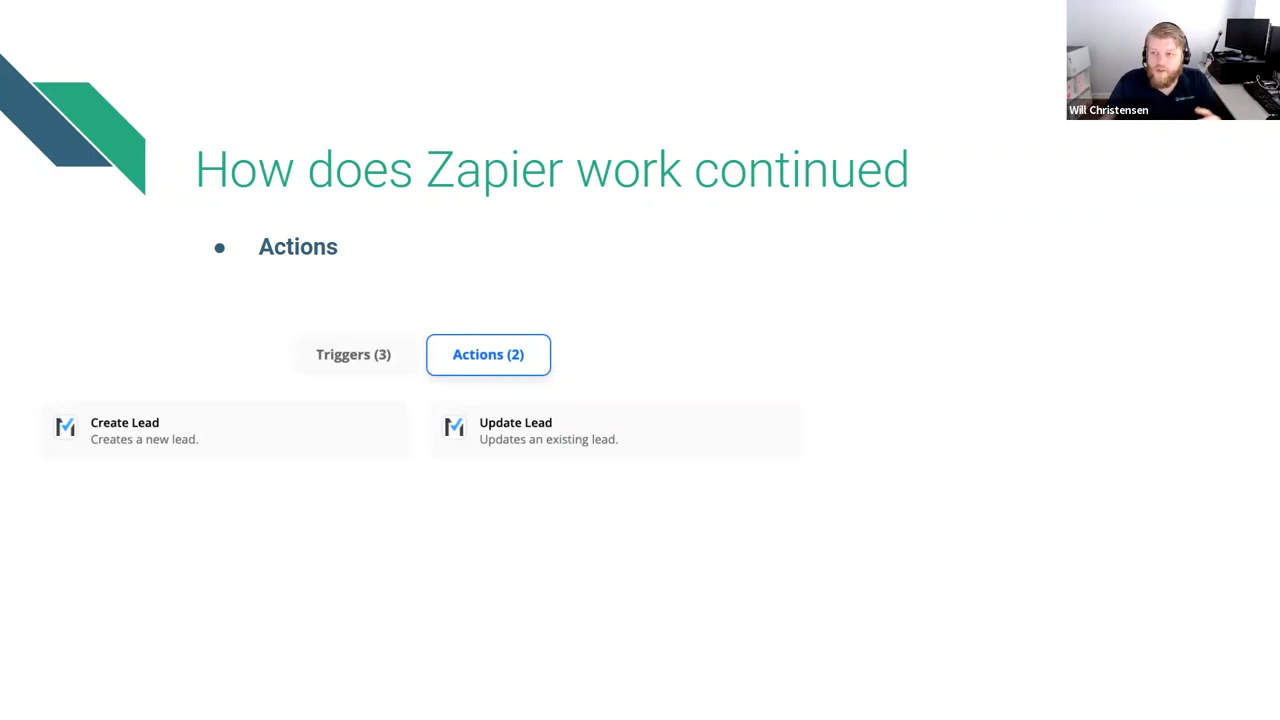 Will Christensen
How does Zapier work continued
● Actions
Triggers (3)
Actions (2)
Create Lead
Creates a new lead.
Update Lead
Updates an existing lead.